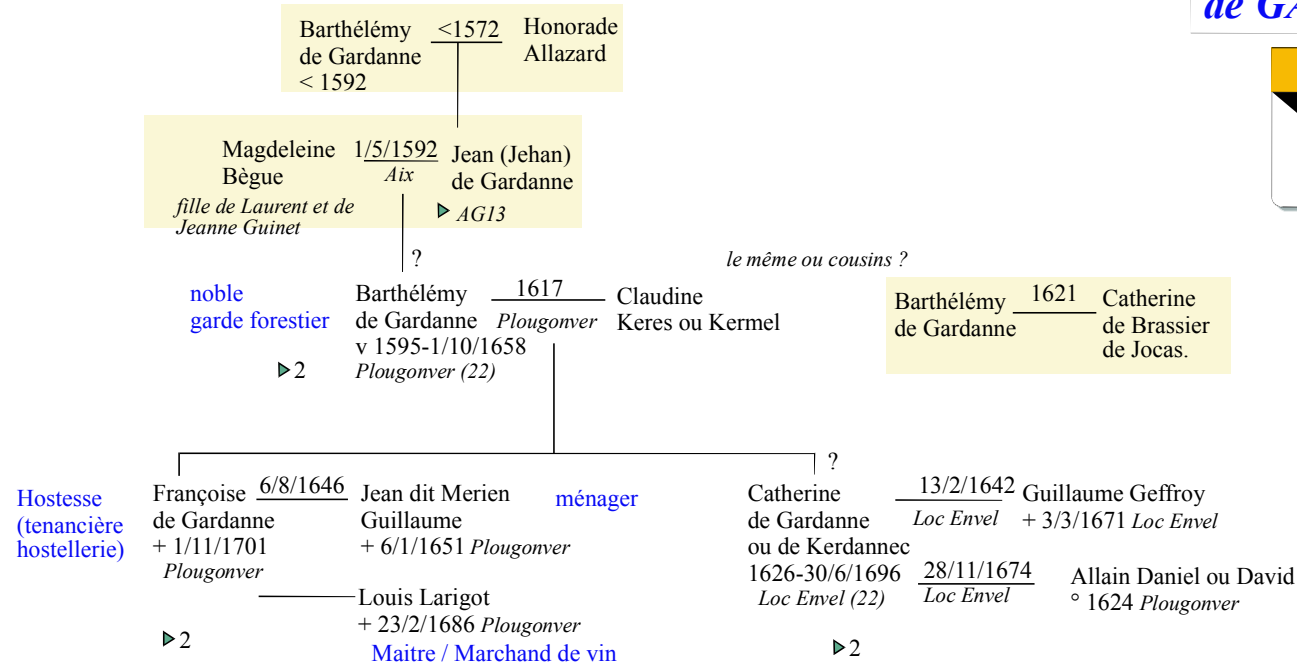 de GA
Barthélémy <1572 Honorade
de Gardanne Allazard
< 1592
Magdeleine 1/5/1592 Jean (Jehan)
Bègue Aix de Gardanne
fille de Laurent et de AG13
Jeanne Guinet
?
le même ou cousins ?
noble Barthélémy 1617 Claudine
garde forestier de Gardanne Plougonver Keres ou Kermel
v 1595-1/10/1658
2 Plougonver (22)
Barthélémy 1621 Catherine
de Gardanne de Brassier
de Jocas.
?
Hostesse Françoise 6/8/1646 Jean dit Merien ménager
(tenancière de Gardanne Guillaume
hostellerie) + 1/11/1701 + 6/1/1651 Plougonver
Plougonver
Louis Larigot
+ 23/2/1686 Plougonver
2
Maitre / Marchand de vin
Catherine 13/2/1642 Guillaume Geffroy
de Gardanne Loc Envel + 3/3/1671 Loc Envel
ou de Kerdannec
1626-30/6/1696 28/11/1674 Allain Daniel ou David
Loc Envel (22) Loc Envel ° 1624 Plougonver
2